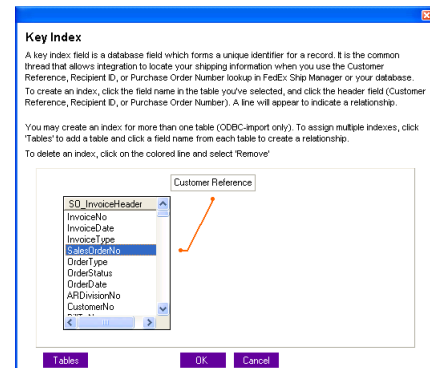 Key Index
A key index field is a database field which forms a unique identifier for a record. It is the common
thread that allows integration to locate your shipping information when you use the Customer
Reference, Recipient ID, or Purchase Order Number lookup in FedEx Ship Manager or your database.
To create an index, click the field name in the table you've selected, and click the header field (Customer
Reference, Recipient ID, or Purchase Order Number). A line will appear to indicate a relationship.
You may create an index for more than one table (ODBC-import only). To assign multiple indexes, click
'Tables' to add a table and click a field name from each table to create a relationship.
To delete an index, click on the colored line and select 'Remove'
Customer Reference
SO_InvoiceHeader
InvoiceNo
InvoiceDate
InvoiceType
SalesOrderNo
OrderType
OrderStatus
OrderDate
ARDivisionNo
CustomerNo
Tables
OK
Cancel